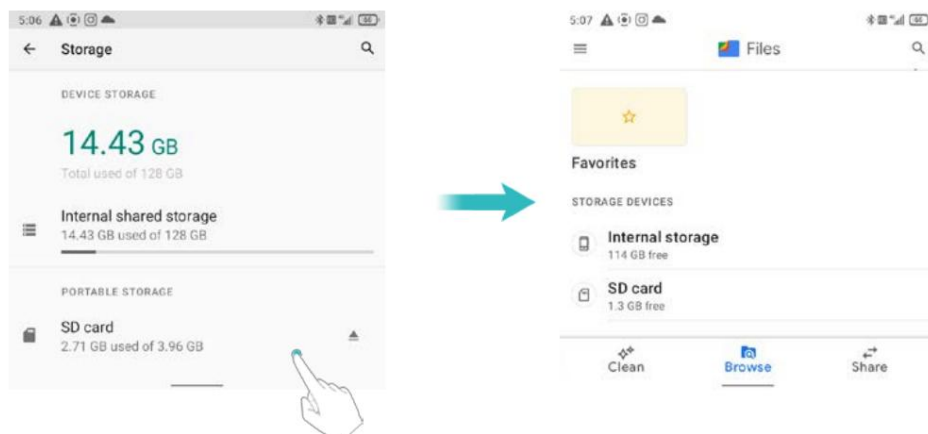 5:06
66
Storage
DEVICE STORAGE
14.43 GB
Total used of 128 GB
Internal shared storage
14.43 GB used of 128 GB
PORTABLE STORAGE
SD card
2.71 GB used of 3.96 GB
5:07
66
Files
Favorites
STORAGE DEVICES
Internal storage
114 GB free
SD card
1.3 GB free
Clean
Browse
Share